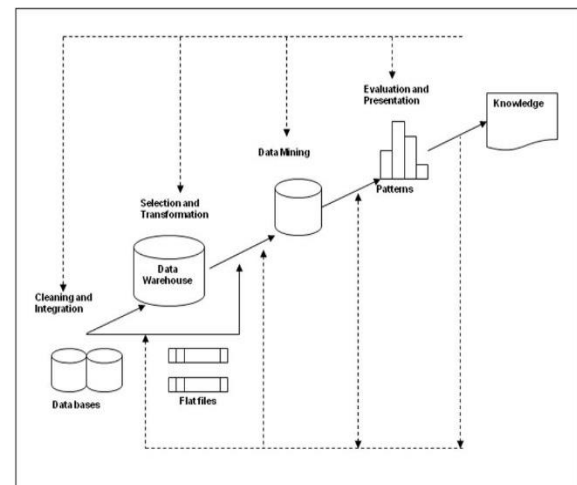 Evaluation and
Presentation
Knowledge
Data Mining
Patterns
Selection and
Transformation
Data
Warehouse
Cleaning and
Integration
Data bases
Flat files